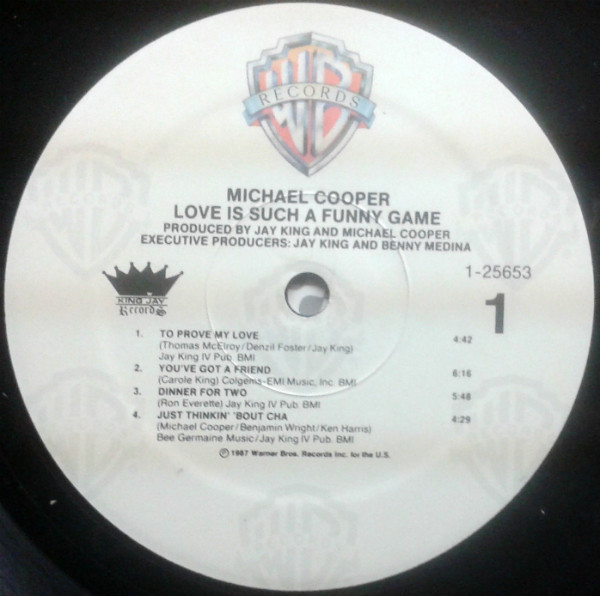 WB
RECORDS
MICHAEL COOPER
LOVE IS SUCH A FUNNY GAME
PRODUCED BY JAY KING AND MICHAEL COOPER
EXECUTIVE PRODUCERS: JAY KING AND BENNY MEDINA
KING JAY
Records
1-25653
1
1. TO PROVE MY LOVE 4:42
(Thomas McElroy/Denzil Foster/Jay King)
Jay King IV Pub. BMI
2. YOU'VE GOT A FRIEND 6:16
(Carole King) Colgems-EMI Music, Inc. BMI
3. DINNER FOR TWO 5:48
(Ron Everette) Jay King IV Pub. BMI
4. JUST THINKIN' 'BOUT CHA 4:29
(Michael Cooper/Benjamin Wright/Ken Harris)
Bee Germaine Music/Jay King IV Pub. BMI
℗1987 Warner Bros. Records Inc. for the U.S.